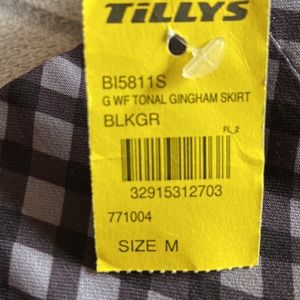 TiLLYS
BI5811S
G WF TONAL GINGHAM SKIRT
BLKGR
FL_2
32915312703
771004
SIZE M